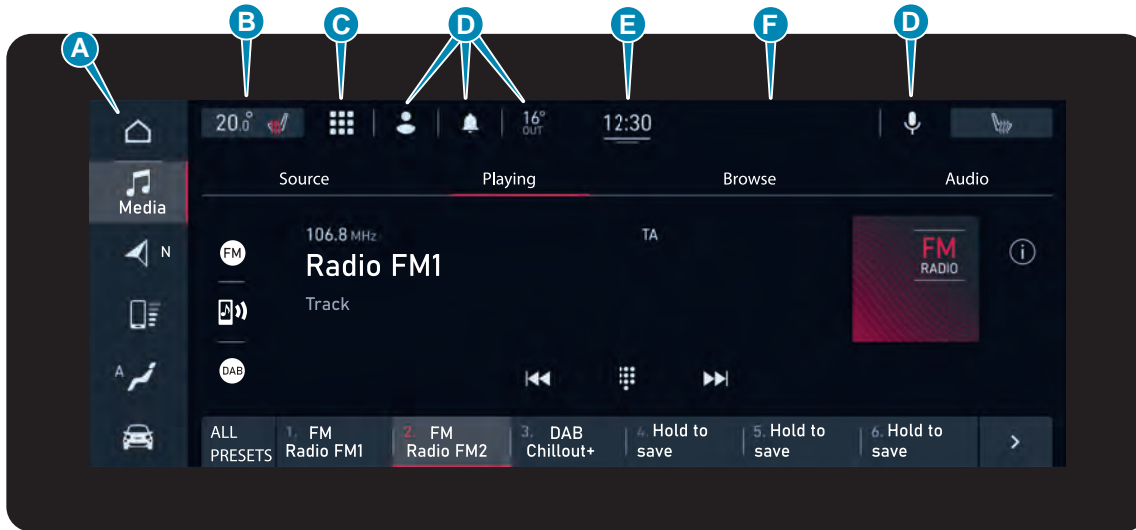 A
B
C
D
E
F
D
20.0°
16°
OUT
12:30
Media
Source
Playing
Browse
Audio
N
FM
106.8 MHz
TA
Radio FM1
Track
FM
RADIO
i
A
DAB
ALL
PRESETS
1. FM
Radio FM1
2. FM
Radio FM2
3. DAB
Chillout+
4. Hold to
save
5. Hold to
save
6. Hold to
save